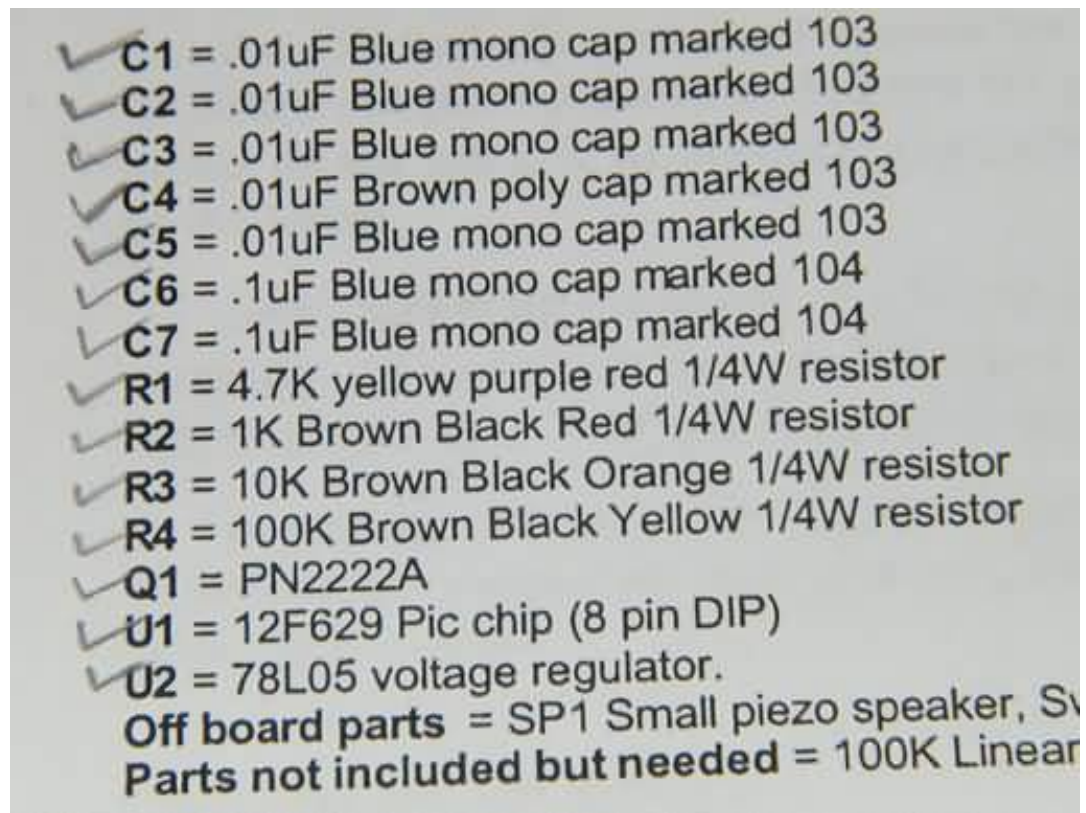 C1 = .01uF Blue mono cap marked 103
C2 = .01uF Blue mono cap marked 103
C3 = .01uF Blue mono cap marked 103
C4 = .01uF Brown poly cap marked 103
C5 = .01uF Blue mono cap marked 103
C6 = .1uF Blue mono cap marked 104
C7 = .1uF Blue mono cap marked 104
R1 = 4.7K yellow purple red 1/4W resistor
R2 = 1K Brown Black Red 1/4W resistor
R3 = 10K Brown Black Orange 1/4W resistor
R4 = 100K Brown Black Yellow 1/4W resistor
Q1 = PN2222A
U1 = 12F629 Pic chip (8 pin DIP)
U2 = 78L05 voltage regulator.
Off board parts = SP1 Small piezo speaker,
Parts not included but needed = 100K Linear